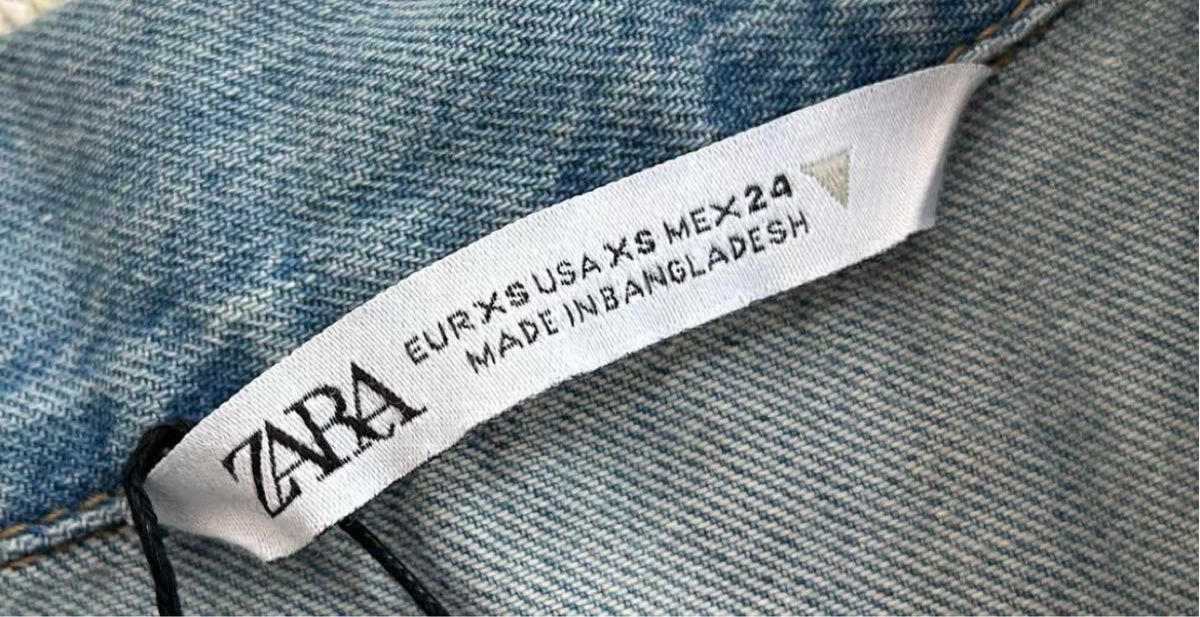 ZARA
EUR XS USA XS MEX 24
MADE IN BANGLADESH